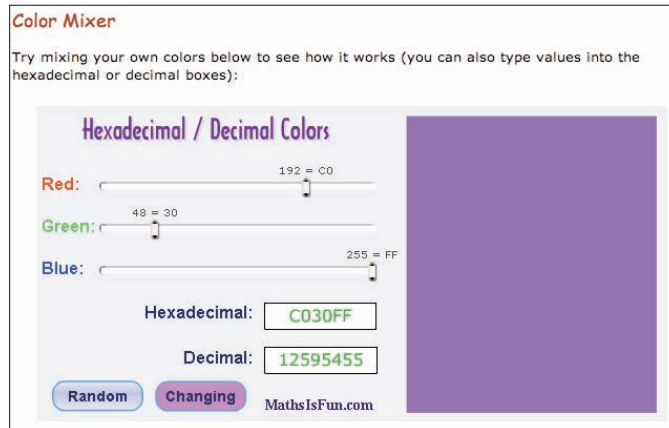 Color Mixer
Try mixing your own colors below to see how it works (you can also type values into the
hexadecimal or decimal boxes):
Hexadecimal / Decimal Colors
192 = C0
Red:
48 = 30
Green:
255 = FF
Blue:
Hexadecimal: C030FF
Decimal: 12595455
Random Changing MathsIsFun.com